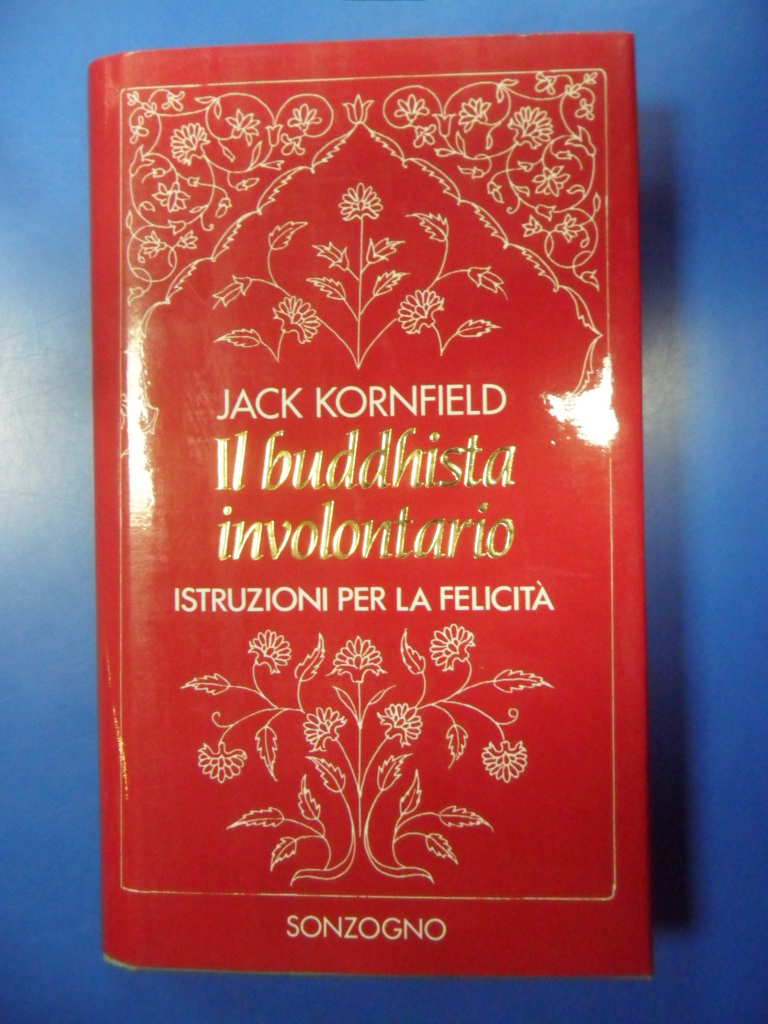 JACK KORNFIELD
Il buddhista
involontario
ISTRUZIONI PER LA FELICITÀ
SONZOGNO